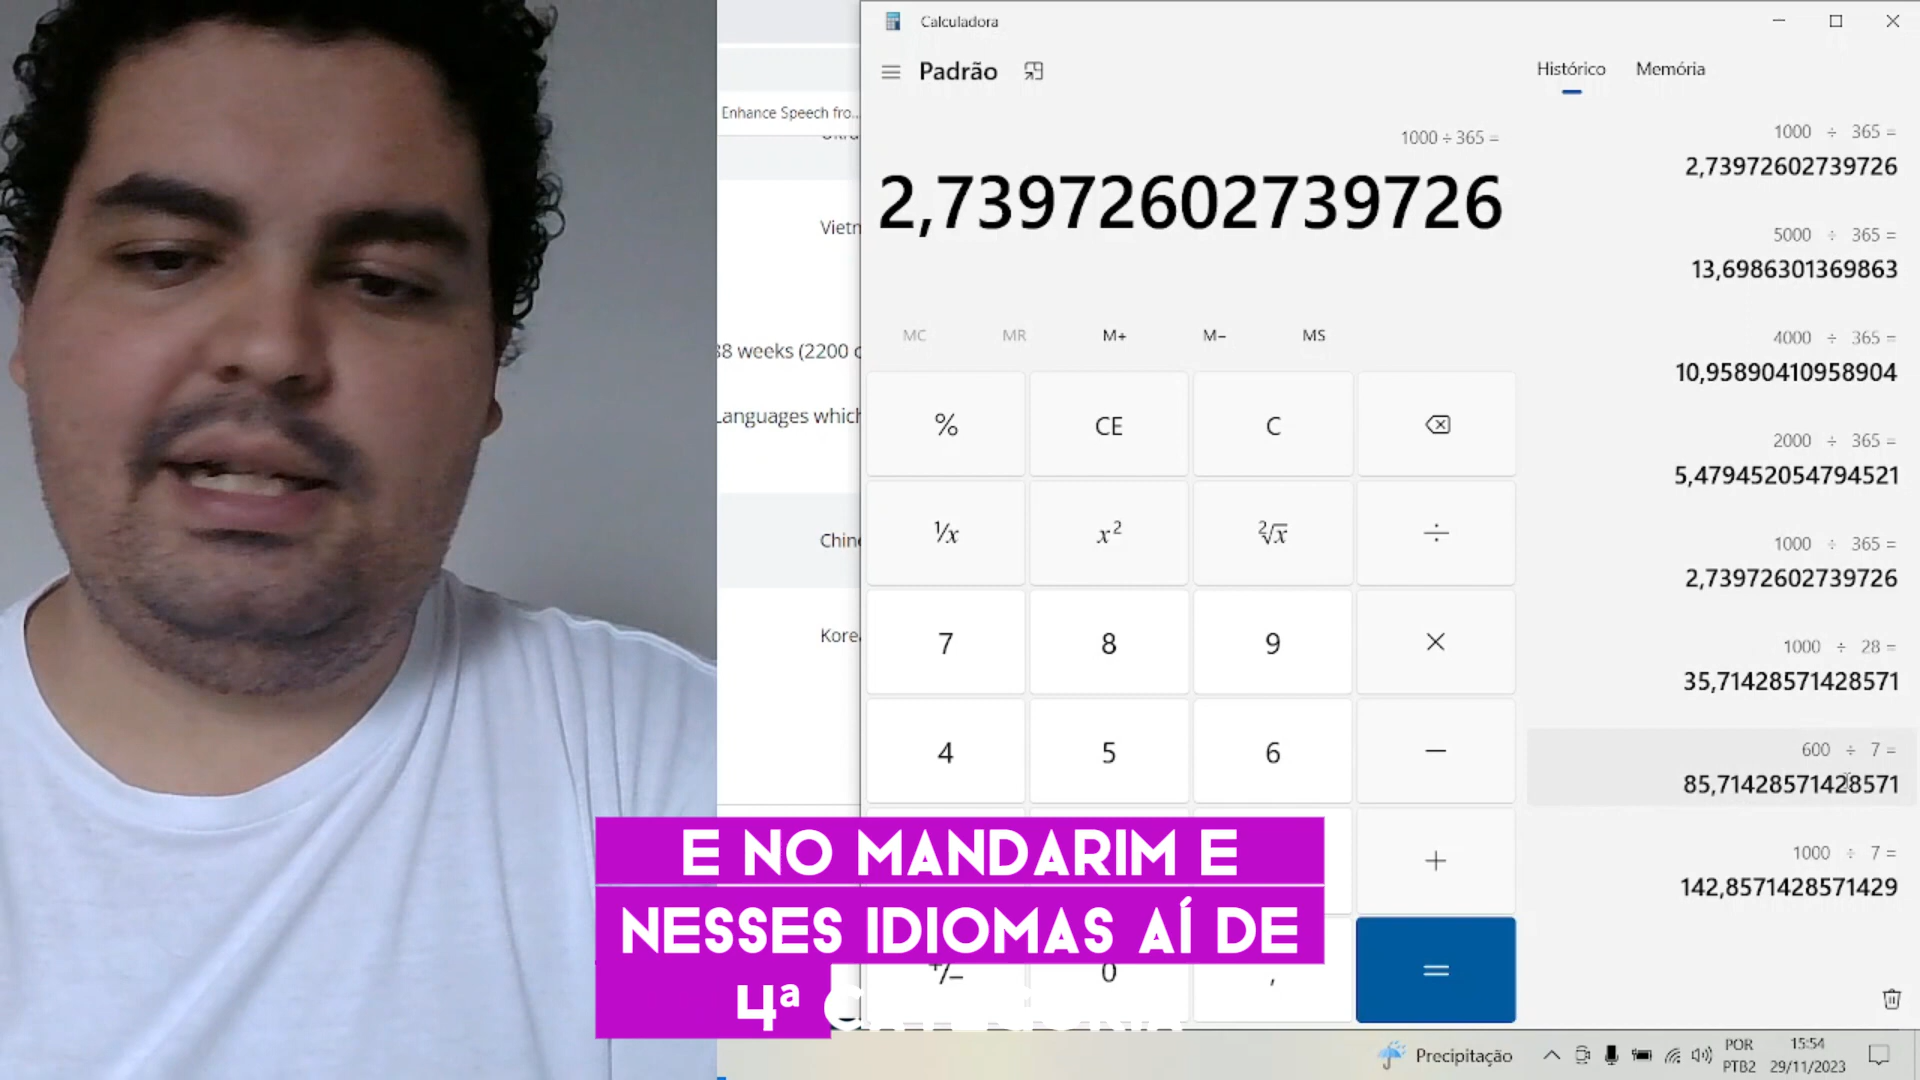 Calculadora
Padrão
Histórico Memória
Enhance Speech fro...
1000 ÷ 365 =
2,73972602739726
1000 ÷ 365 =
2,73972602739726
5000 ÷ 365 =
13,6986301369863
4000 ÷ 365 =
10,95890410958904
2000 ÷ 365 =
5,479452054794521
1000 ÷ 365 =
2,73972602739726
1000 ÷ 28 =
35,71428571428571
600 ÷ 7 =
85,71428571428571
1000 ÷ 7 =
142,8571428571429
Vietn
weeks (2200
Languages which
Chine
Korea
MC MR M+ M− MS
% CE C
⅟x x² ²√x ÷
7 8 9 ×
4 5 6 −
+
+/− 0 , =
E NO MANDARIM E
NESSES IDIOMAS AÍ DE
4ª CATEGORIA
Precipitação
POR
PTB2
15:54
29/11/2023